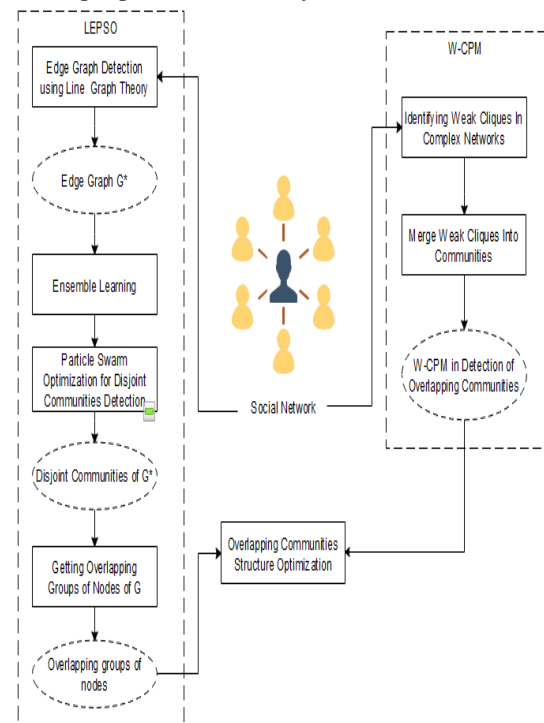 LEPSO
Edge Graph Detection
using Line Graph Theory
Edge Graph G*
Ensemble Learning
Particle Swarm
Optimization for Disjoint
Communities Detection
Disjoint Communities of G*
Getting Overlapping
Groups of Nodes of G
Overlapping groups of
nodes
Social Network
Overlapping Communities
Structure Optimization
W-CPM
Identifying Weak Cliques In
Complex Networks
Merge Weak Cliques Into
Communities
W-CPM in Detection of
Overlapping Communities